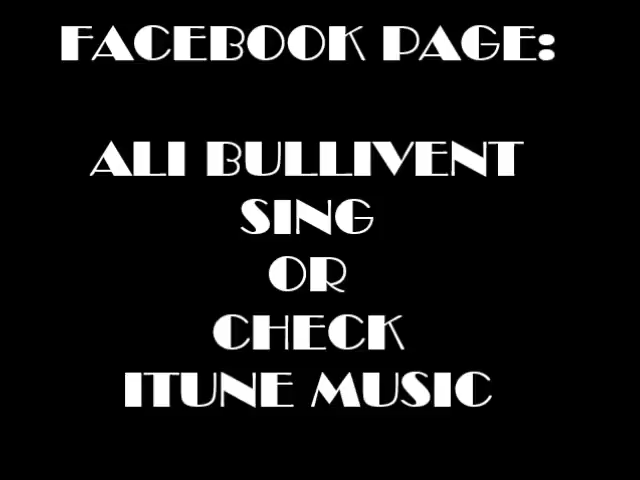 FACEBOOK PAGE:
ALI BULLIVENT
SING
OR
CHECK
ITUNE MUSIC